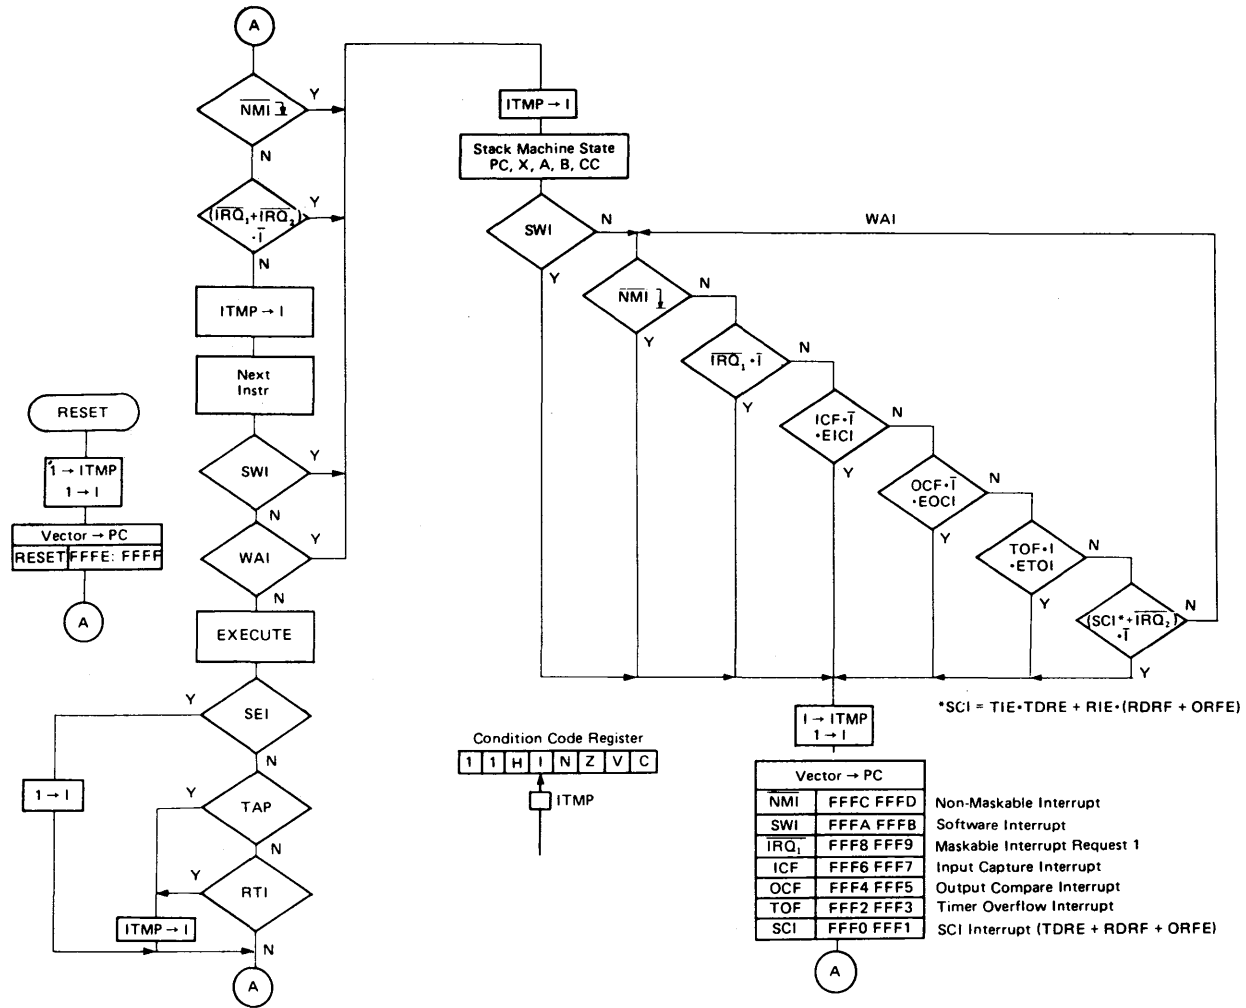 A
NMI
Y
N
(IRQ₁+IRQ₂)
·I
Y
N
ITMP → I
Next
Instr
SWI
Y
N
WAI
Y
N
EXECUTE
SEI
Y
N
1 → I
TAP
Y
N
RTI
Y
N
ITMP → I
A
RESET
1 → ITMP
1 → I
Vector → PC
RESET FFFE: FFFF
A
ITMP → I
Stack Machine State
PC, X, A, B, CC
SWI
N
Y
WAI
NMI
N
Y
IRQ₁·I
N
Y
ICF·I
·EICI
N
Y
OCF·I
·EOCI
N
Y
TOF·I
·ETOI
N
Y
(SCI*+IRQ₂)
·I
N
Y
*SCI = TIE·TDRE + RIE·(RDRF + ORFE)
I → ITMP
1 → I
Condition Code Register
1 1 H I N Z V C
ITMP
Vector → PC
NMI FFFC FFFD Non-Maskable Interrupt
SWI FFFA FFFB Software Interrupt
IRQ₁ FFF8 FFF9 Maskable Interrupt Request 1
ICF FFF6 FFF7 Input Capture Interrupt
OCF FFF4 FFF5 Output Compare Interrupt
TOF FFF2 FFF3 Timer Overflow Interrupt
SCI FFF0 FFF1 SCI Interrupt (TDRE + RDRF + ORFE)
A